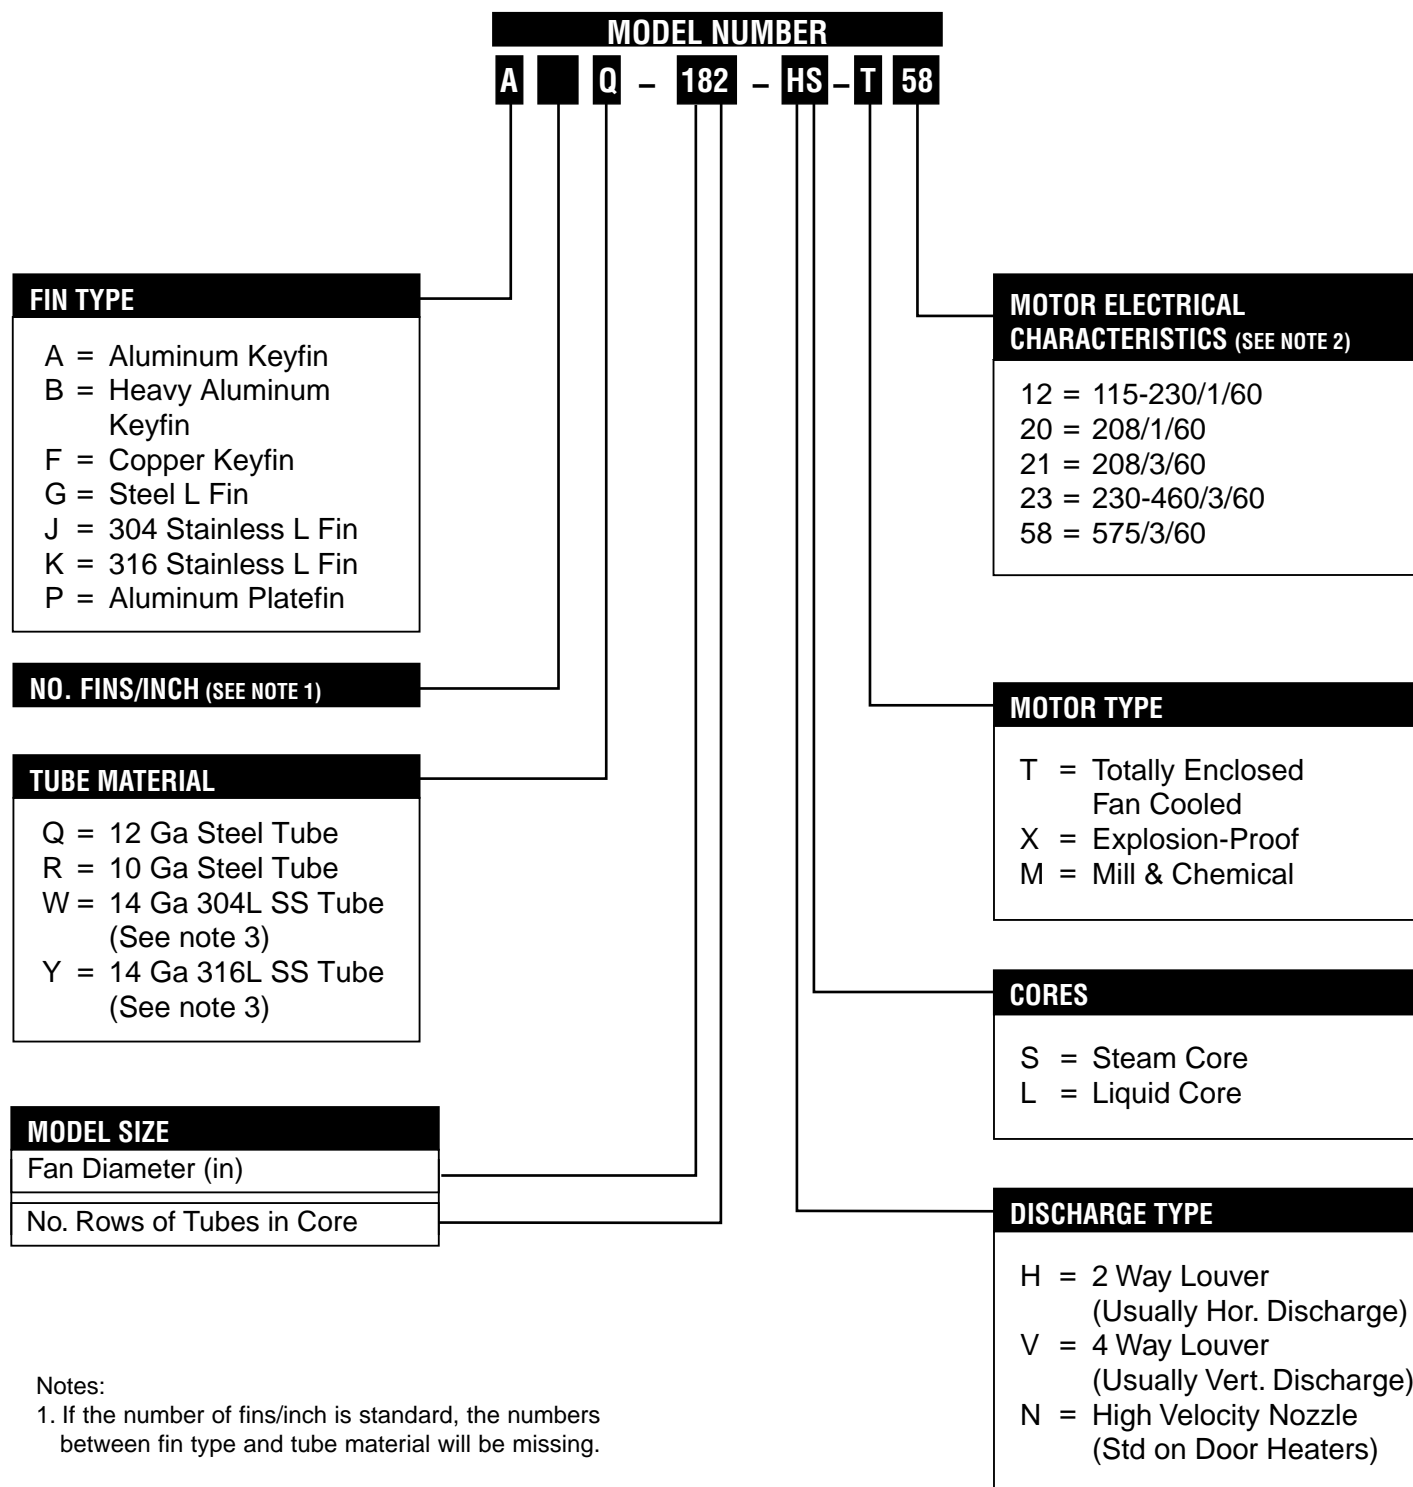 MODEL NUMBER
A Q – 182 – HS – T 58
FIN TYPE
A = Aluminum Keyfin
B = Heavy Aluminum
Keyfin
F = Copper Keyfin
G = Steel L Fin
J = 304 Stainless L Fin
K = 316 Stainless L Fin
P = Aluminum Platefin
NO. FINS/INCH (SEE NOTE 1)
TUBE MATERIAL
Q = 12 Ga Steel Tube
R = 10 Ga Steel Tube
W = 14 Ga 304L SS Tube
(See note 3)
Y = 14 Ga 316L SS Tube
(See note 3)
MODEL SIZE
Fan Diameter (in)
No. Rows of Tubes in Core
MOTOR ELECTRICAL
CHARACTERISTICS (SEE NOTE 2)
12 = 115-230/1/60
20 = 208/1/60
21 = 208/3/60
23 = 230-460/3/60
58 = 575/3/60
MOTOR TYPE
T = Totally Enclosed
Fan Cooled
X = Explosion-Proof
M = Mill & Chemical
CORES
S = Steam Core
L = Liquid Core
DISCHARGE TYPE
H = 2 Way Louver
(Usually Hor. Discharge)
V = 4 Way Louver
(Usually Vert. Discharge)
N = High Velocity Nozzle
(Std on Door Heaters)
Notes:
1. If the number of fins/inch is standard, the numbers
between fin type and tube material will be missing.